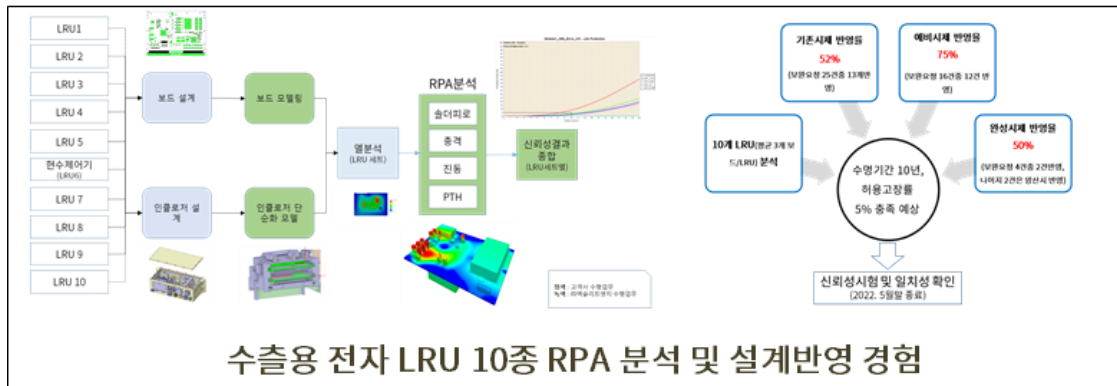 LRU1
LRU 2
LRU 3
LRU 4
LRU 5
현수제어기
(LRU6)
LRU 7
LRU 8
LRU 9
LRU 10
보드 설계
보드 모델링
인클로저 설
계
인클로저 단
순화 모델
열분석
(LRU 세트)
RPA분석
솔더피로
충격
진동
PTH
신뢰성결과
종합
(LRU세트별)
기존시제 반영률
52%
(보완요청 25건중 13개반
영)
예비시제 반영율
75%
(보완요청 16건중 12건 반
영)
10개 LRU(평균 3개 보
드/LRU) 분석
완성시제 반영율
50%
(보완요청 4건중 2건반영,
나머지 2건은 양산시 반영)
수명기간 10년,
허용고장률
5% 충족 예상
신뢰성시험 및 일치성 확인
(2022. 5월말 종료)
수출용 전자 LRU 10종 RPA 분석 및 설계반영 경험